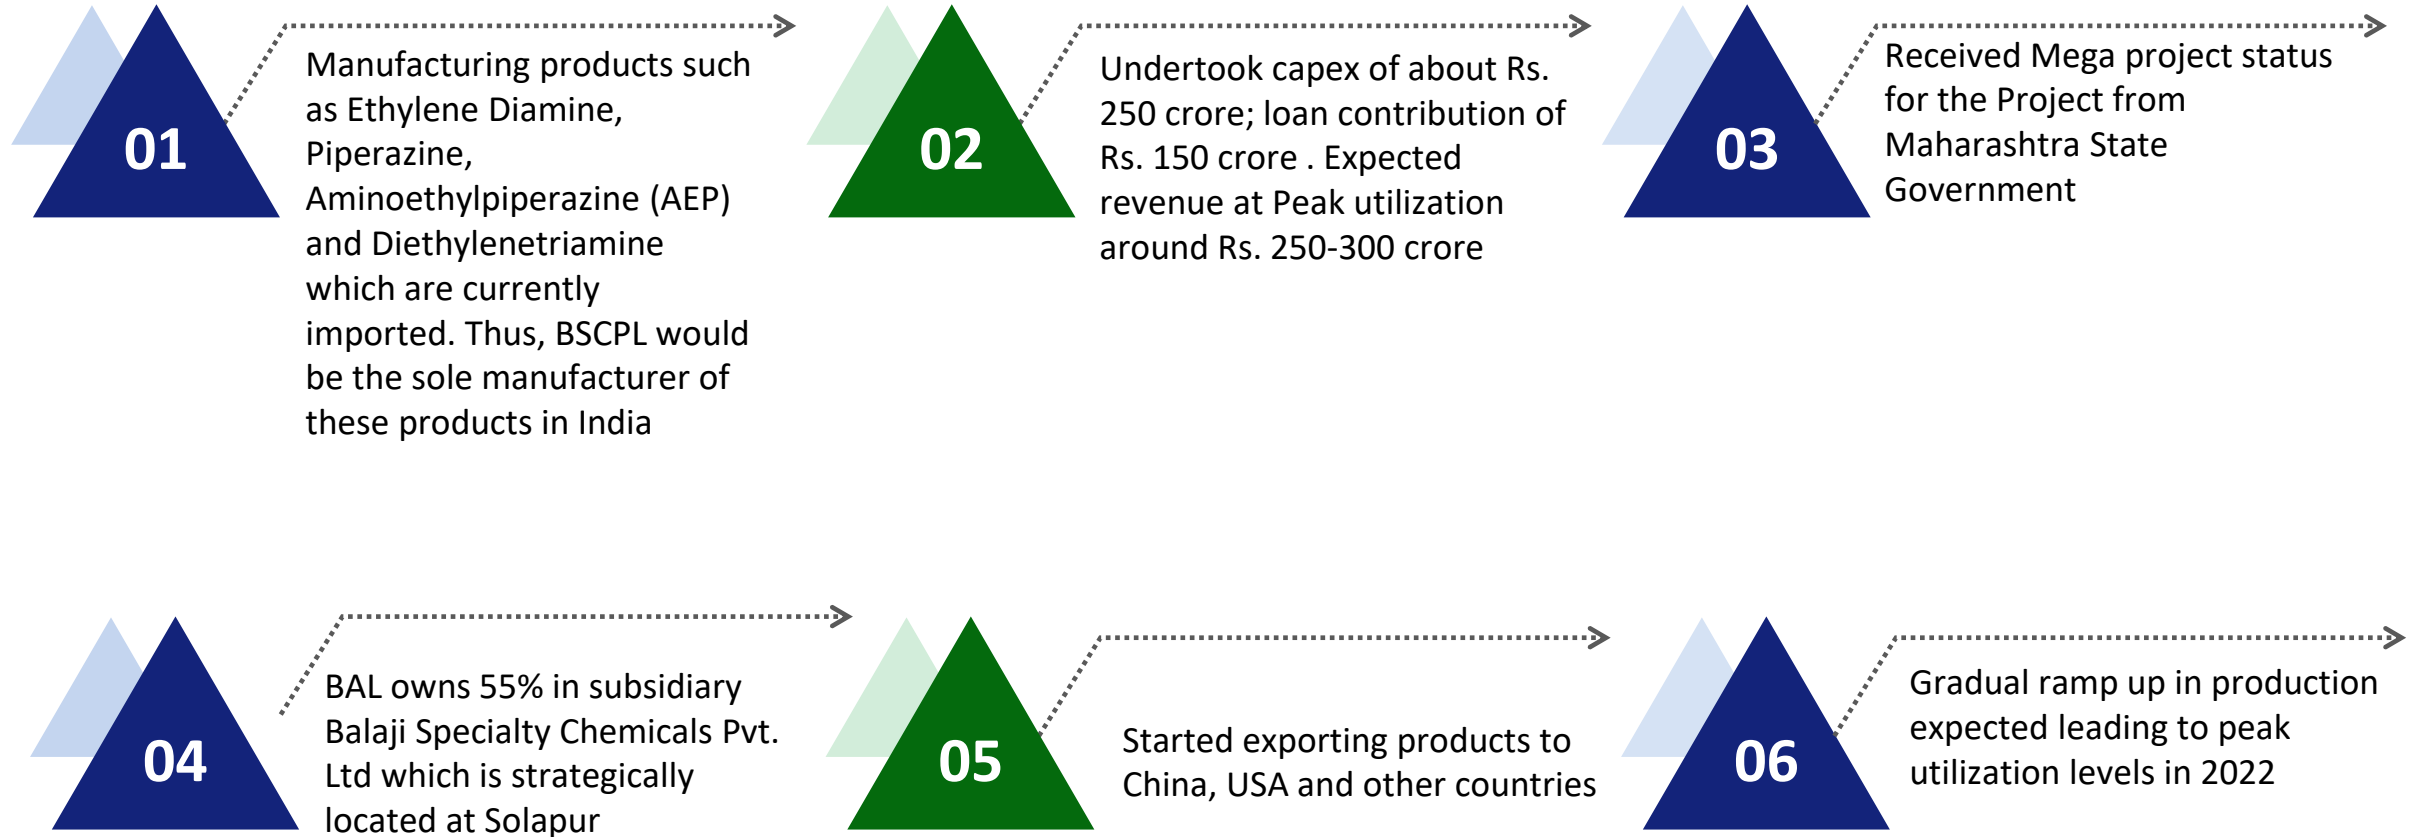 01
Manufacturing products such
as Ethylene Diamine,
Piperazine,
Aminoethylpiperazine (AEP)
and Diethylenetriamine
which are currently
imported. Thus, BSCPL would
be the sole manufacturer of
these products in India
02
Undertook capex of about Rs.
250 crore; loan contribution of
Rs. 150 crore . Expected
revenue at Peak utilization
around Rs. 250-300 crore
03
Received Mega project status
for the Project from
Maharashtra State
Government
04
BAL owns 55% in subsidiary
Balaji Specialty Chemicals Pvt.
Ltd which is strategically
located at Solapur
05
Started exporting products to
China, USA and other countries
06
Gradual ramp up in production
expected leading to peak
utilization levels in 2022